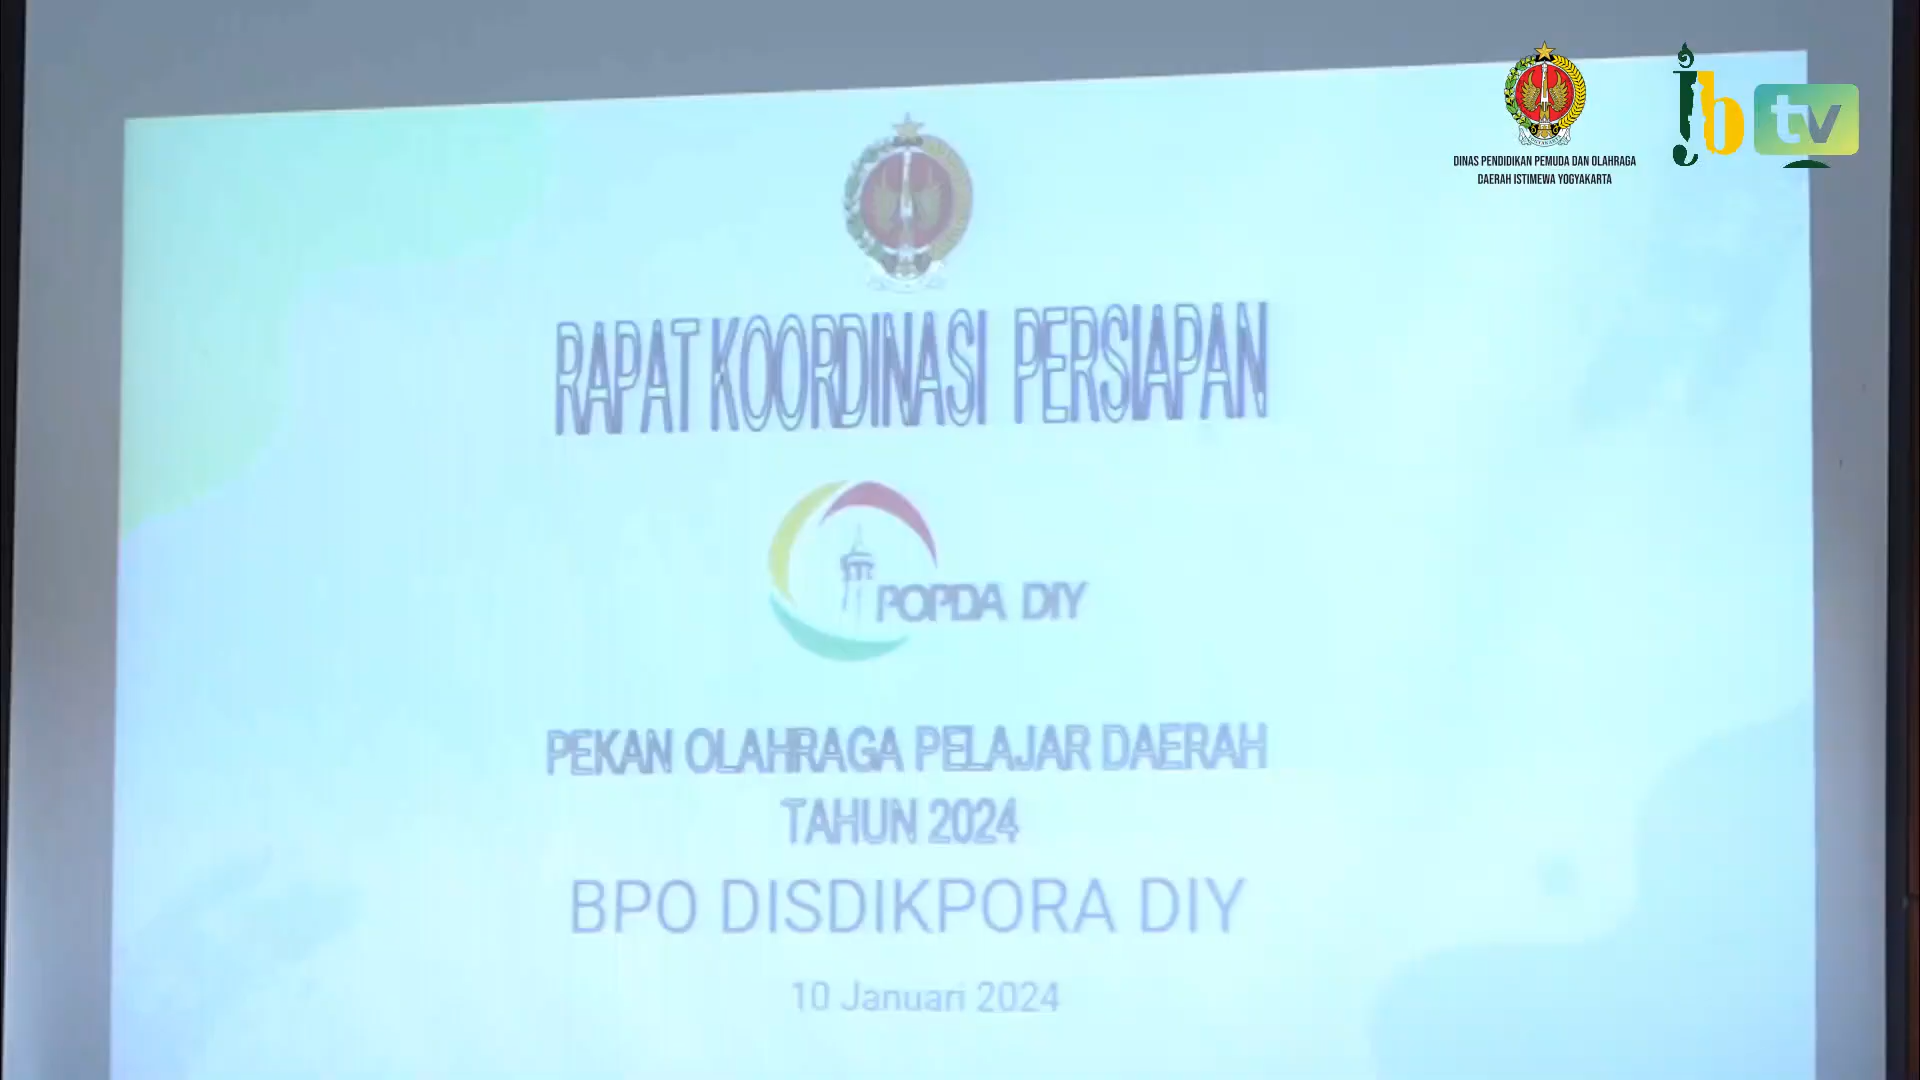 DINAS PENDIDIKAN PEMUDA DAN OLAHRAGA
DAERAH ISTIMEWA YOGYAKARTA
jb tv
RAPAT KOORDINASI PERSIAPAN
POPDA DIY
PEKAN OLAHRAGA PELAJAR DAERAH
TAHUN 2024
BPO DISDIKPORA DIY
10 Januari 2024